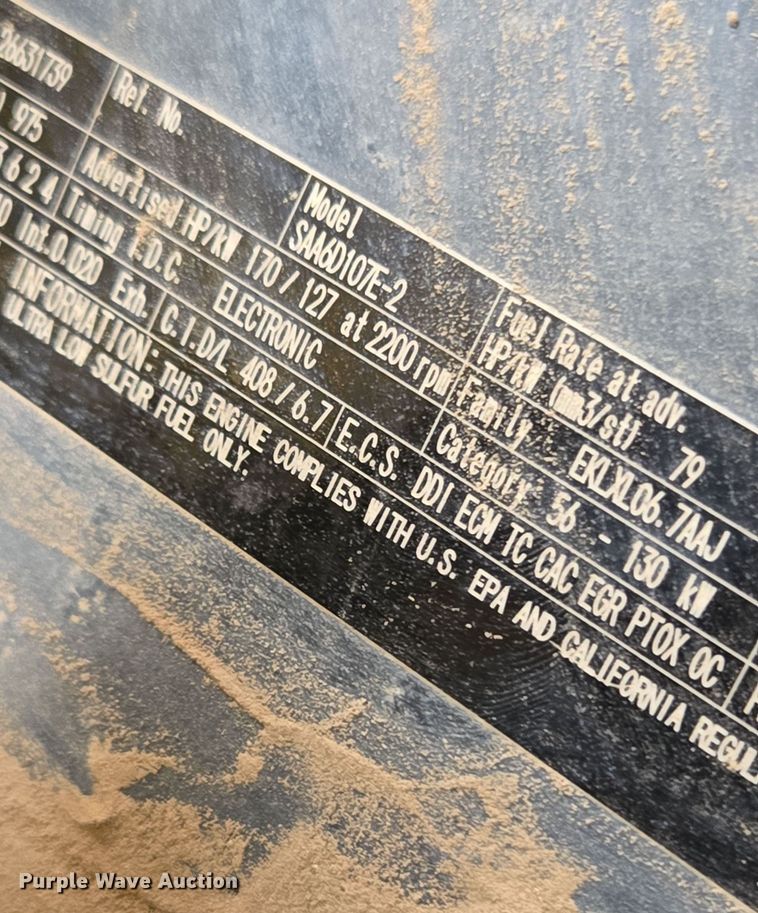 26631739 Ref. No. Model SAA6D107E-2 Fuel Rate at adv. HP/kW (mm3/st) 79
975 Advertised HP/kW 170 / 127 at 2200 rpm Family EKLXL06.7AAJ
3624 Timing T.D.C. ELECTRONIC Category: 56 - 130 kW
Int.0.020 Exh. C.I.D/L 408 / 6.7 E.C.S. DDI ECM TC CAC EGR PTOX OC
INFORMATION: THIS ENGINE COMPLIES WITH U.S. EPA AND CALIFORNIA REGUL
ULTRA LOW SULFUR FUEL ONLY.
Purple Wave Auction